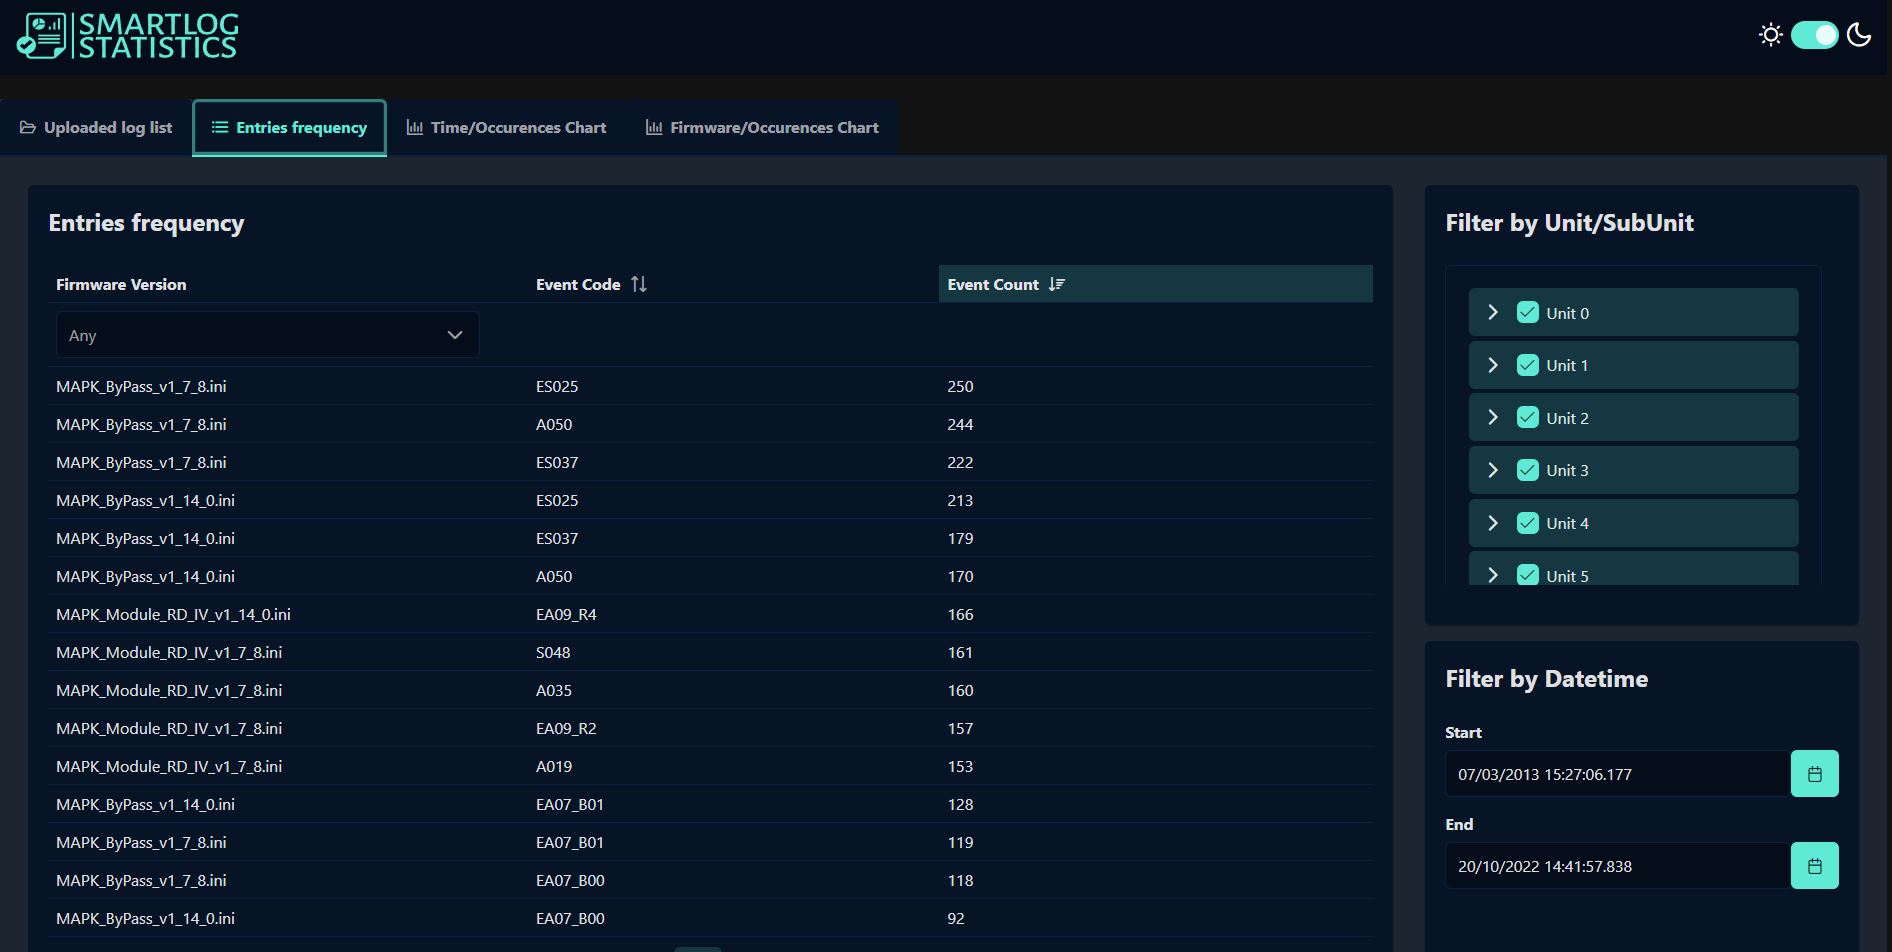 SMARTLOG
STATISTICS
Uploaded log list
Entries frequency
Time/Occurences Chart
Firmware/Occurences Chart
Entries frequency
Firmware Version Event Code Event Count
Any
MAPK_ByPass_v1_7_8.ini ES025 250
MAPK_ByPass_v1_7_8.ini A050 244
MAPK_ByPass_v1_7_8.ini ES037 222
MAPK_ByPass_v1_14_0.ini ES025 213
MAPK_ByPass_v1_14_0.ini ES037 179
MAPK_ByPass_v1_14_0.ini A050 170
MAPK_Module_RD_IV_v1_14_0.ini EA09_R4 166
MAPK_Module_RD_IV_v1_7_8.ini S048 161
MAPK_Module_RD_IV_v1_7_8.ini A035 160
MAPK_Module_RD_IV_v1_7_8.ini EA09_R2 157
MAPK_Module_RD_IV_v1_7_8.ini A019 153
MAPK_ByPass_v1_14_0.ini EA07_B01 128
MAPK_ByPass_v1_7_8.ini EA07_B01 119
MAPK_ByPass_v1_7_8.ini EA07_B00 118
MAPK_ByPass_v1_14_0.ini EA07_B00 92
Filter by Unit/SubUnit
Unit 0
Unit 1
Unit 2
Unit 3
Unit 4
Unit 5
Filter by Datetime
Start
07/03/2013 15:27:06.177
End
20/10/2022 14:41:57.838